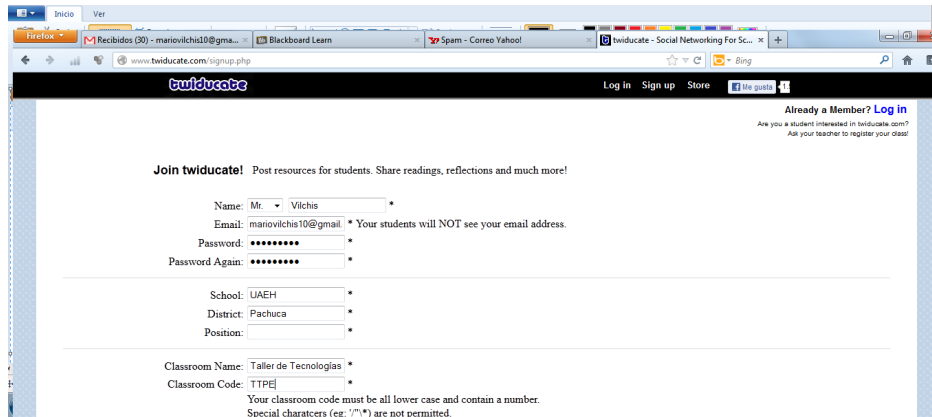 Inicio Ver
Firefox
Recibidos (30) - mariovilchis10@gma...
Blackboard Learn
Spam - Correo Yahoo!
twiducate - Social Networking For Sc...
www.twiducate.com/signup.php
Bing
twiducate
Log in Sign up Store Me gusta
Already a Member? Log in
Are you a student interested in twiducate.com?
Ask your teacher to register your class!
Join twiducate! Post resources for students. Share readings, reflections and much more!
Name: Mr. Vilchis *
Email: mariovilchis10@gmail. * Your students will NOT see your email address.
Password: ●●●●●●●●● *
Password Again: ●●●●●●●●● *
School: UAEH *
District: Pachuca *
Position: *
Classroom Name: Taller de Tecnologías *
Classroom Code: TTPE *
Your classroom code must be all lower case and contain a number.
Special charatcers (eg: '/"\*) are not permitted.